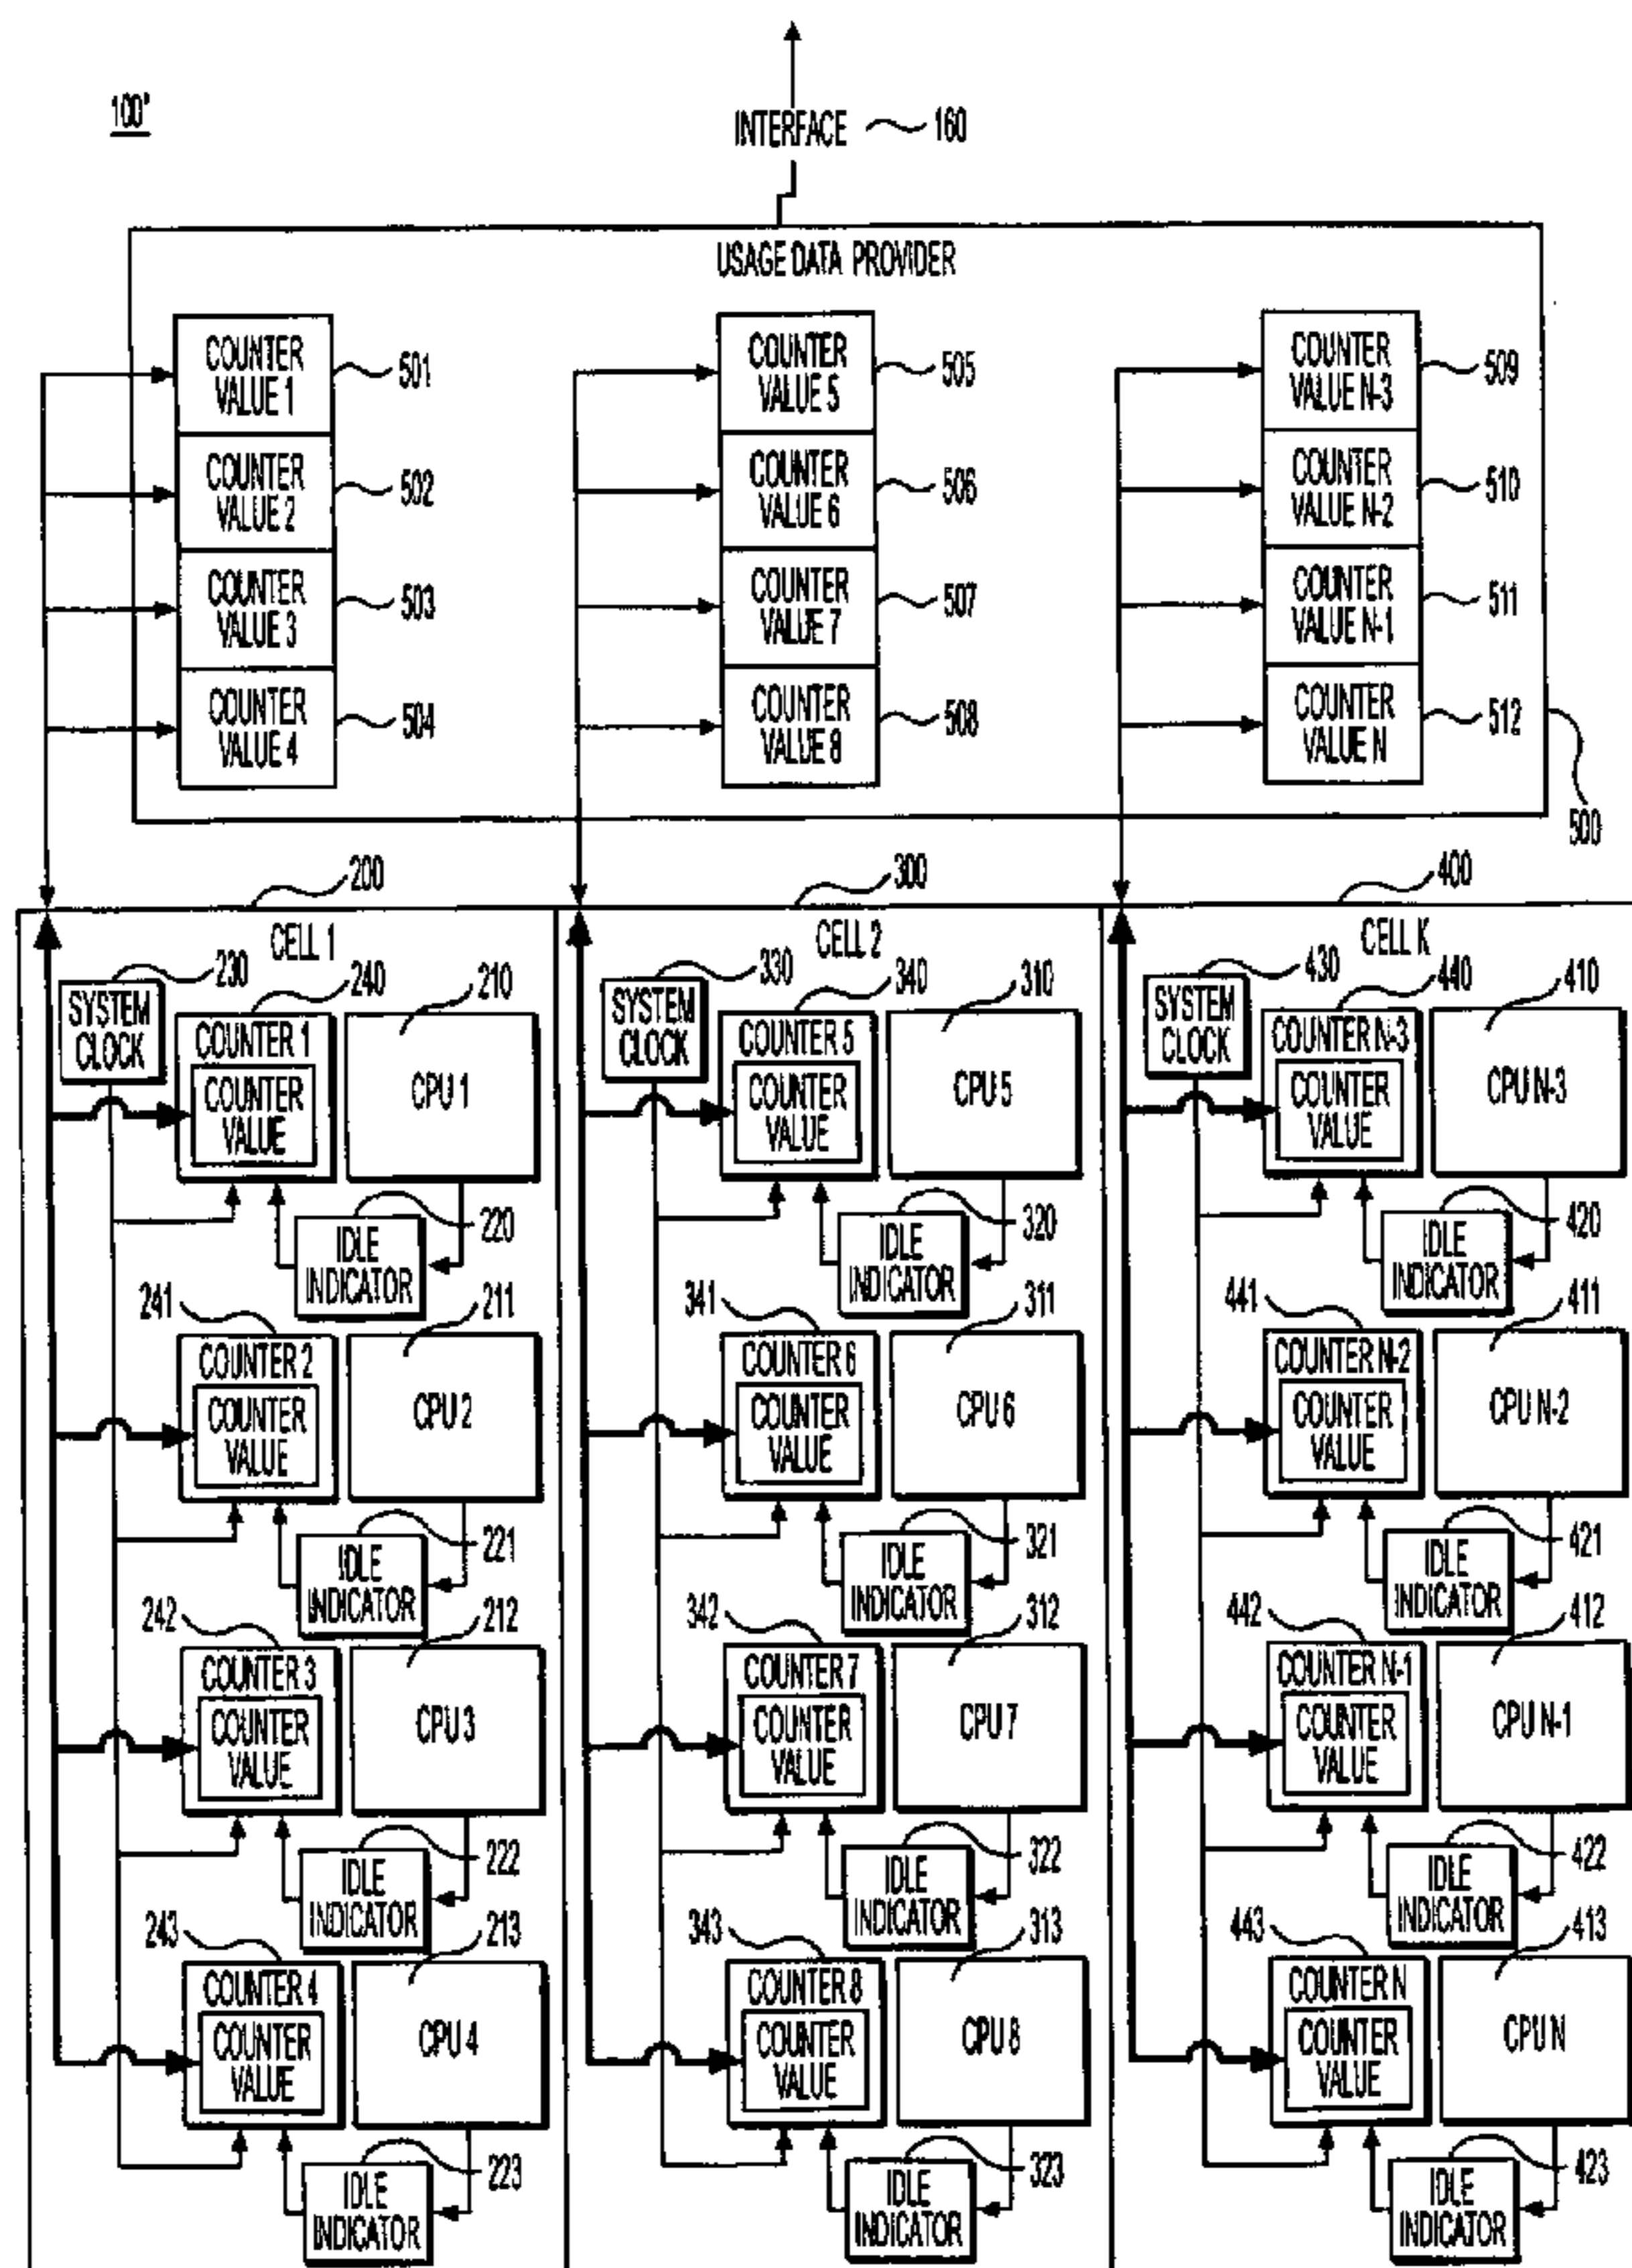 100"
INTERFACE 160
USAGE DATA PROVIDER
COUNTER
VALUE 1
501
COUNTER
VALUE 2
502
COUNTER
VALUE 3
503
COUNTER
VALUE 4
504
COUNTER
VALUE 5
505
COUNTER
VALUE 6
506
COUNTER
VALUE 7
507
COUNTER
VALUE 8
508
COUNTER
VALUE N-3
509
COUNTER
VALUE N-2
510
COUNTER
VALUE N-1
511
COUNTER
VALUE N
512
500
200
CELL 1
230
SYSTEM
CLOCK
240
COUNTER 1
COUNTER
VALUE
210
CPU 1
220
IDLE
INDICATOR
241
COUNTER 2
COUNTER
VALUE
211
CPU 2
221
IDLE
INDICATOR
242
COUNTER 3
COUNTER
VALUE
212
CPU 3
222
IDLE
INDICATOR
243
COUNTER 4
COUNTER
VALUE
213
CPU 4
223
IDLE
INDICATOR
300
CELL 2
330
SYSTEM
CLOCK
340
COUNTER 5
COUNTER
VALUE
310
CPU 5
320
IDLE
INDICATOR
341
COUNTER 6
COUNTER
VALUE
311
CPU 6
321
IDLE
INDICATOR
342
COUNTER 7
COUNTER
VALUE
312
CPU 7
322
IDLE
INDICATOR
343
COUNTER 8
COUNTER
VALUE
313
CPU 8
323
IDLE
INDICATOR
400
CELL K
430
SYSTEM
CLOCK
440
COUNTER N-3
COUNTER
VALUE
410
CPU N-3
420
IDLE
INDICATOR
441
COUNTER N-2
COUNTER
VALUE
411
CPU N-2
421
IDLE
INDICATOR
442
COUNTER N-1
COUNTER
VALUE
412
CPU N-1
422
IDLE
INDICATOR
443
COUNTER N
COUNTER
VALUE
413
CPU N
423
IDLE
INDICATOR